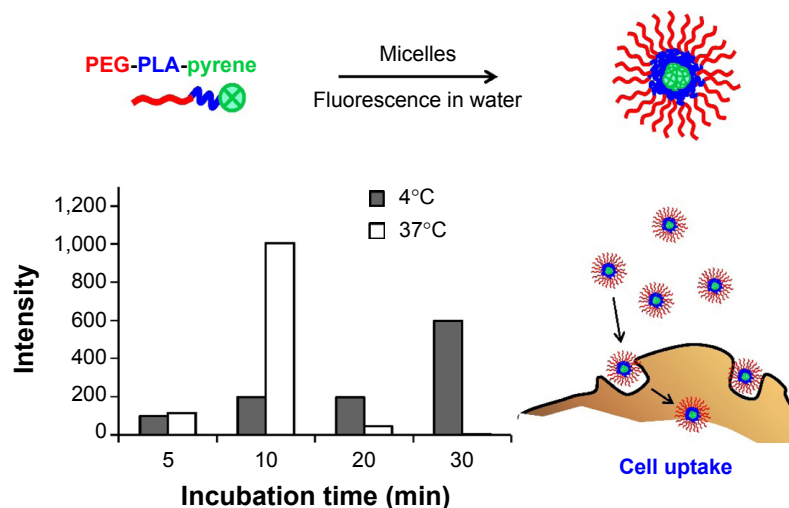 PEG-PLA-pyrene
Micelles
Fluorescence in water
4°C
37°C
Intensity
1,200
1,000
800
600
400
200
0
5 10 20 30
Incubation time (min)
Cell uptake